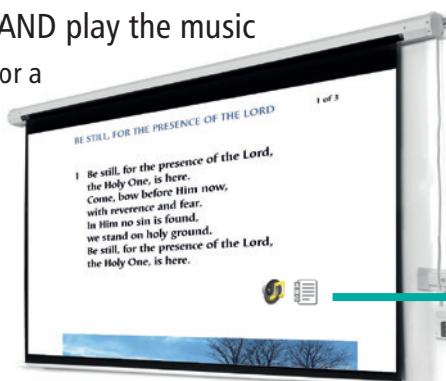 AND play the music
or a
BE STILL, FOR THE PRESENCE OF THE LORD
1 of 3
1 Be still, for the presence of the Lord,
the Holy One, is here.
Come, bow before Him now,
with reverence and fear.
In Him no sin is found,
we stand on holy ground.
Be still, for the presence of the Lord,
the Holy One, is here.